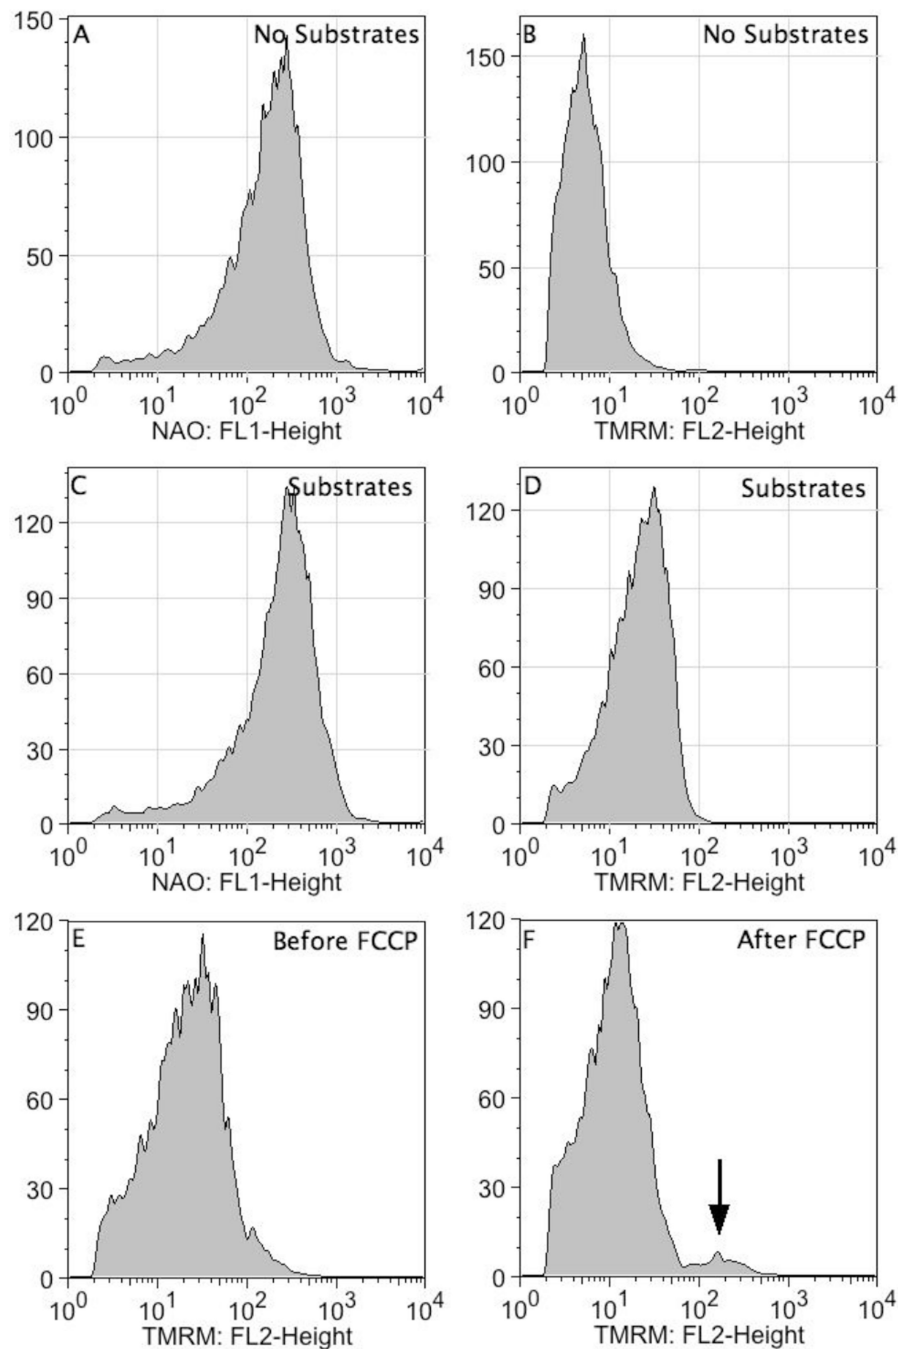 A No Substrates
150
100
50
0
10^0 10^1 10^2 10^3 10^4
NAO: FL1-Height
B No Substrates
150
100
50
0
10^0 10^1 10^2 10^3 10^4
TMRM: FL2-Height
C Substrates
120
90
60
30
0
10^0 10^1 10^2 10^3 10^4
NAO: FL1-Height
D Substrates
120
90
60
30
0
10^0 10^1 10^2 10^3 10^4
TMRM: FL2-Height
E Before FCCP
120
90
60
30
0
10^0 10^1 10^2 10^3 10^4
TMRM: FL2-Height
F After FCCP
120
90
60
30
0
10^0 10^1 10^2 10^3 10^4
TMRM: FL2-Height